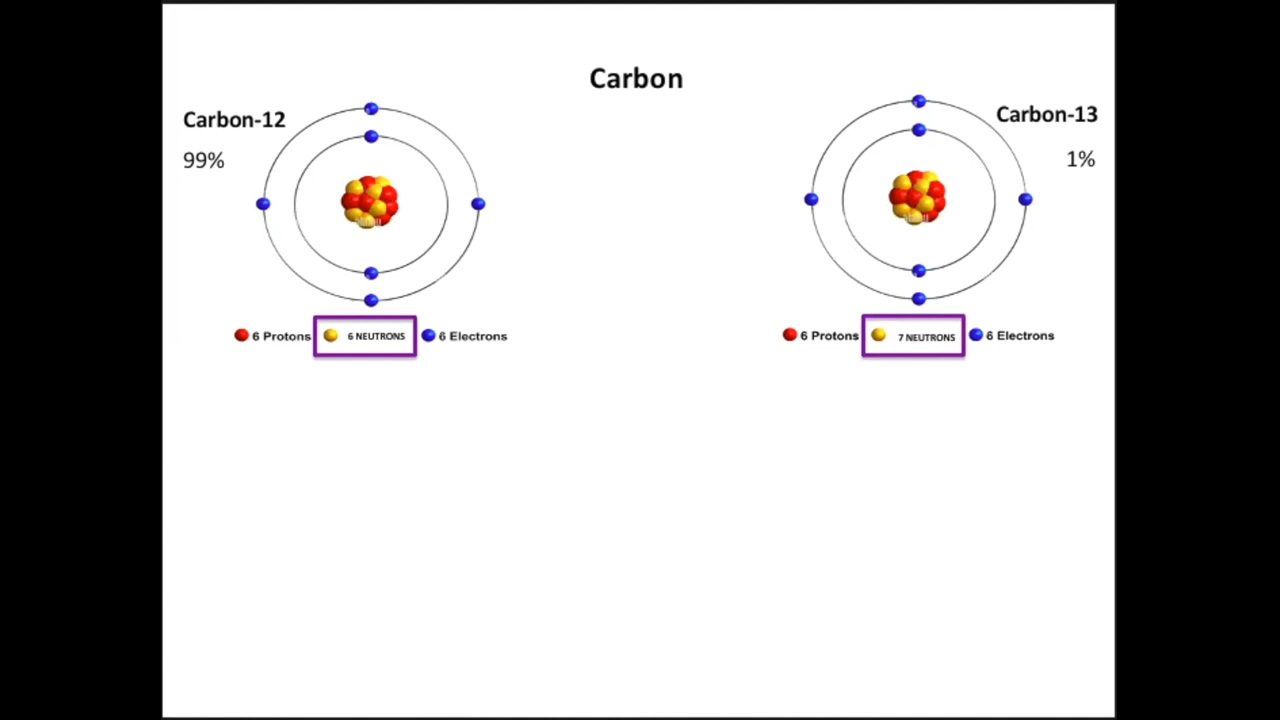 Carbon
Carbon-12
99%
6 Protons
6 NEUTRONS
6 Electrons
Carbon-13
1%
6 Protons
7 NEUTRONS
6 Electrons